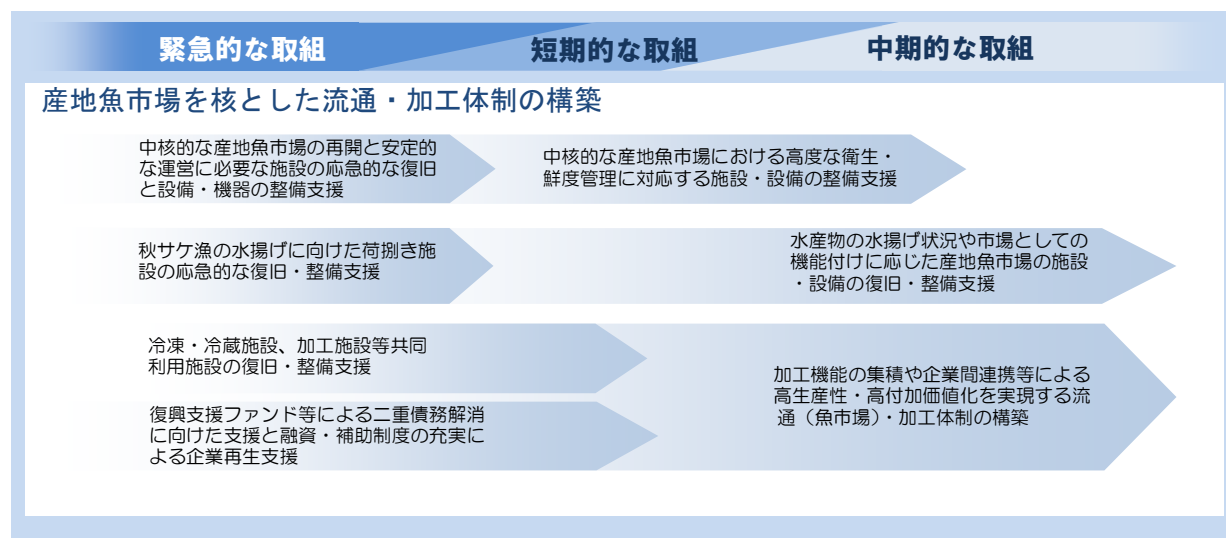 緊急的な取組
短期的な取組
中期的な取組
産地魚市場を核とした流通・加工体制の構築
中核的な産地魚市場の再開と安定的
な運営に必要な施設の応急的な復旧
と設備・機器の整備支援
中核的な産地魚市場における高度な衛生・
鮮度管理に対応する施設・設備の整備支援
秋サケ漁の水揚げに向けた荷捌き施
設の応急的な復旧・整備支援
水産物の水揚げ状況や市場としての
機能付けに応じた産地魚市場の施設
・設備の復旧・整備支援
冷凍・冷蔵施設、加工施設等共同
利用施設の復旧・整備支援
復興支援ファンド等による二重債務解消
に向けた支援と融資・補助制度の充実に
よる企業再生支援
加工機能の集積や企業間連携等による
高生産性・高付加価値化を実現する流
通（魚市場）・加工体制の構築